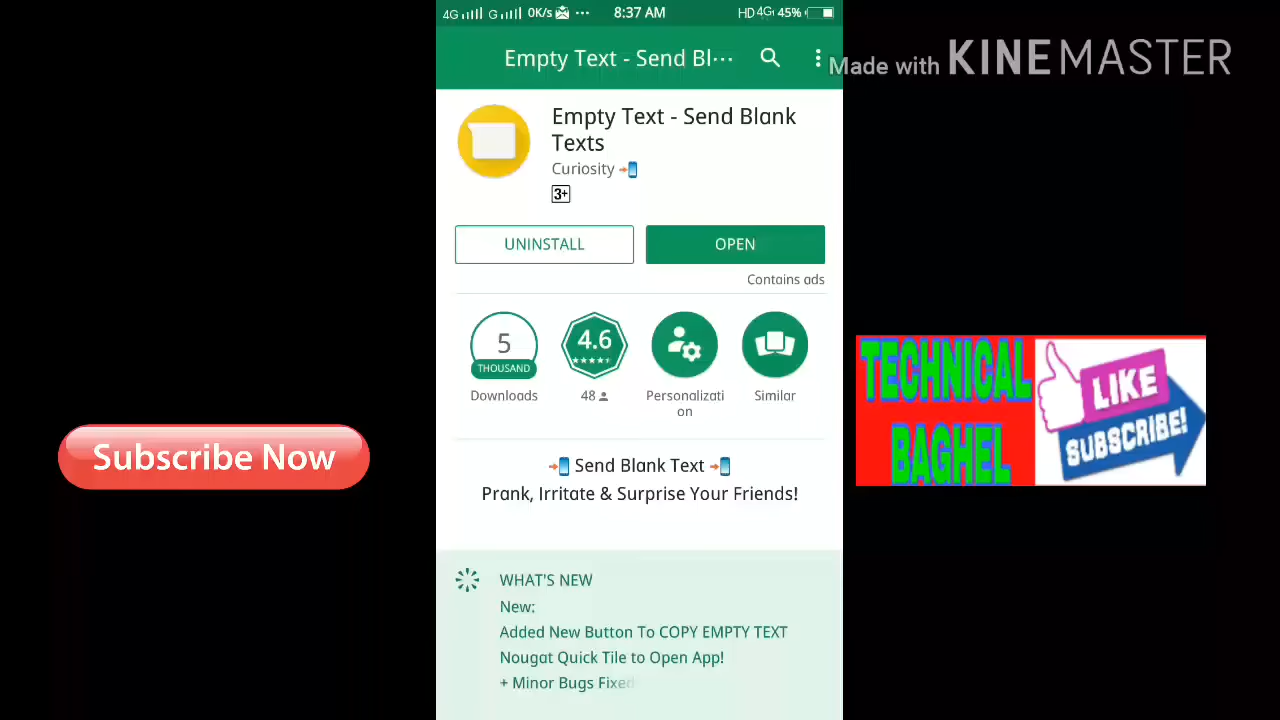 4G G 0K/s ··· 8:37 AM HD 4G 45%
Empty Text - Send Bl···
Made with KINEMASTER
Empty Text - Send Blank
Texts
Curiosity
3+
UNINSTALL
OPEN
Contains ads
5
THOUSAND
Downloads
4.6
48
Personalizati
on
Similar
TECHNICAL
BAGHEL
LIKE
SUBSCRIBE!
Subscribe Now
Send Blank Text
Prank, Irritate & Surprise Your Friends!
WHAT'S NEW
New:
Added New Button To COPY EMPTY TEXT
Nougat Quick Tile to Open App!
+ Minor Bugs Fixed